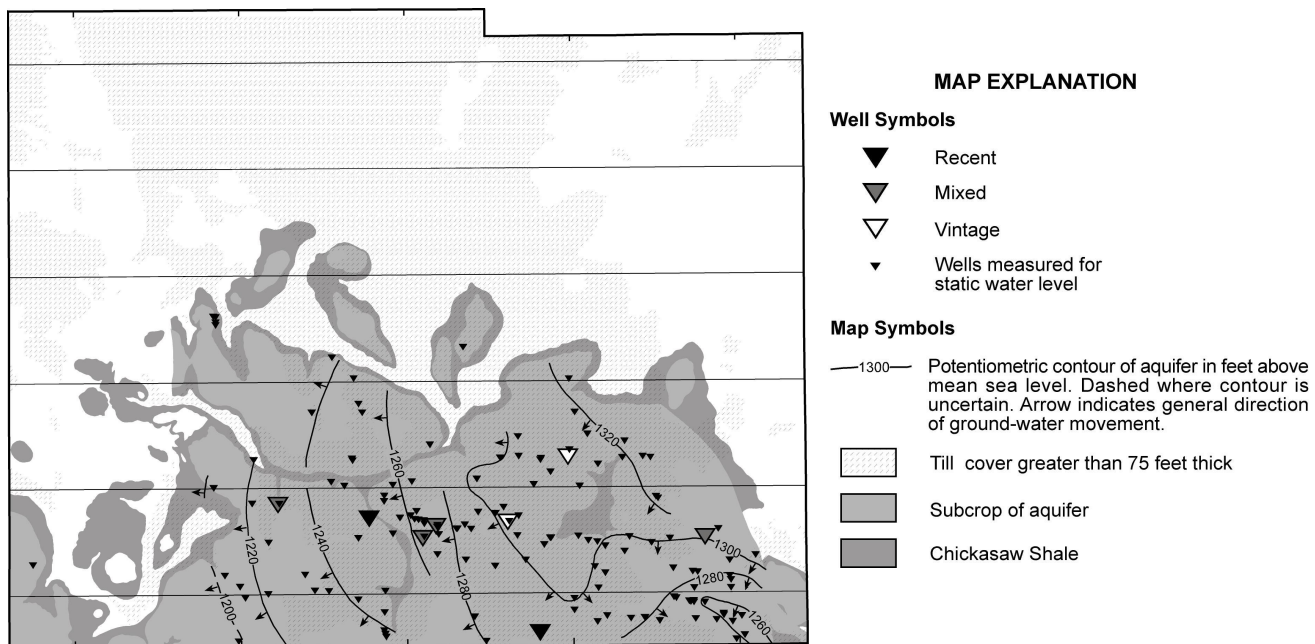 MAP EXPLANATION
Well Symbols
Recent
Mixed
Vintage
Wells measured for
static water level
Map Symbols
1300
Potentiometric contour of aquifer in feet above
mean sea level. Dashed where contour is
uncertain. Arrow indicates general direction
of ground-water movement.
Till cover greater than 75 feet thick
Subcrop of aquifer
Chickasaw Shale
1320
1260
1220
1240
1300
1280
1280
1200
1260